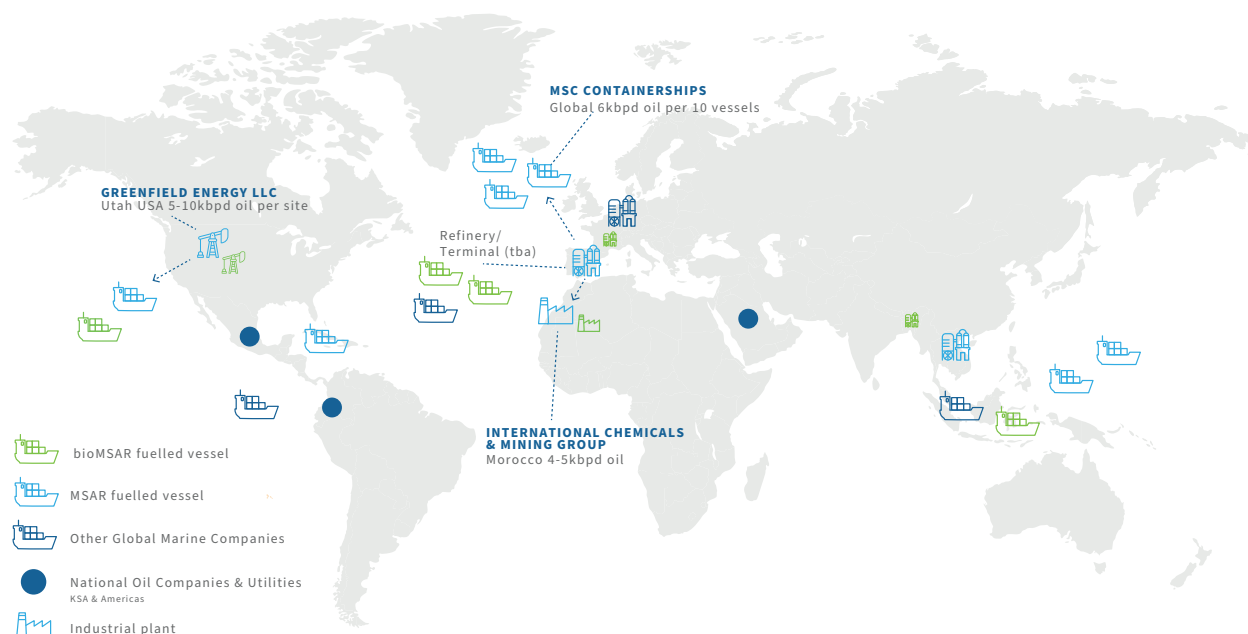 MSC CONTAINERSHIPS
Global 6kbpd oil per 10 vessels
GREENFIELD ENERGY LLC
Utah USA 5-10kbpd oil per site
Refinery/
Terminal (tba)
INTERNATIONAL CHEMICALS
& MINING GROUP
Morocco 4-5kbpd oil
bioMSAR fuelled vessel
MSAR fuelled vessel
Other Global Marine Companies
National Oil Companies & Utilities
KSA & Americas
Industrial plant